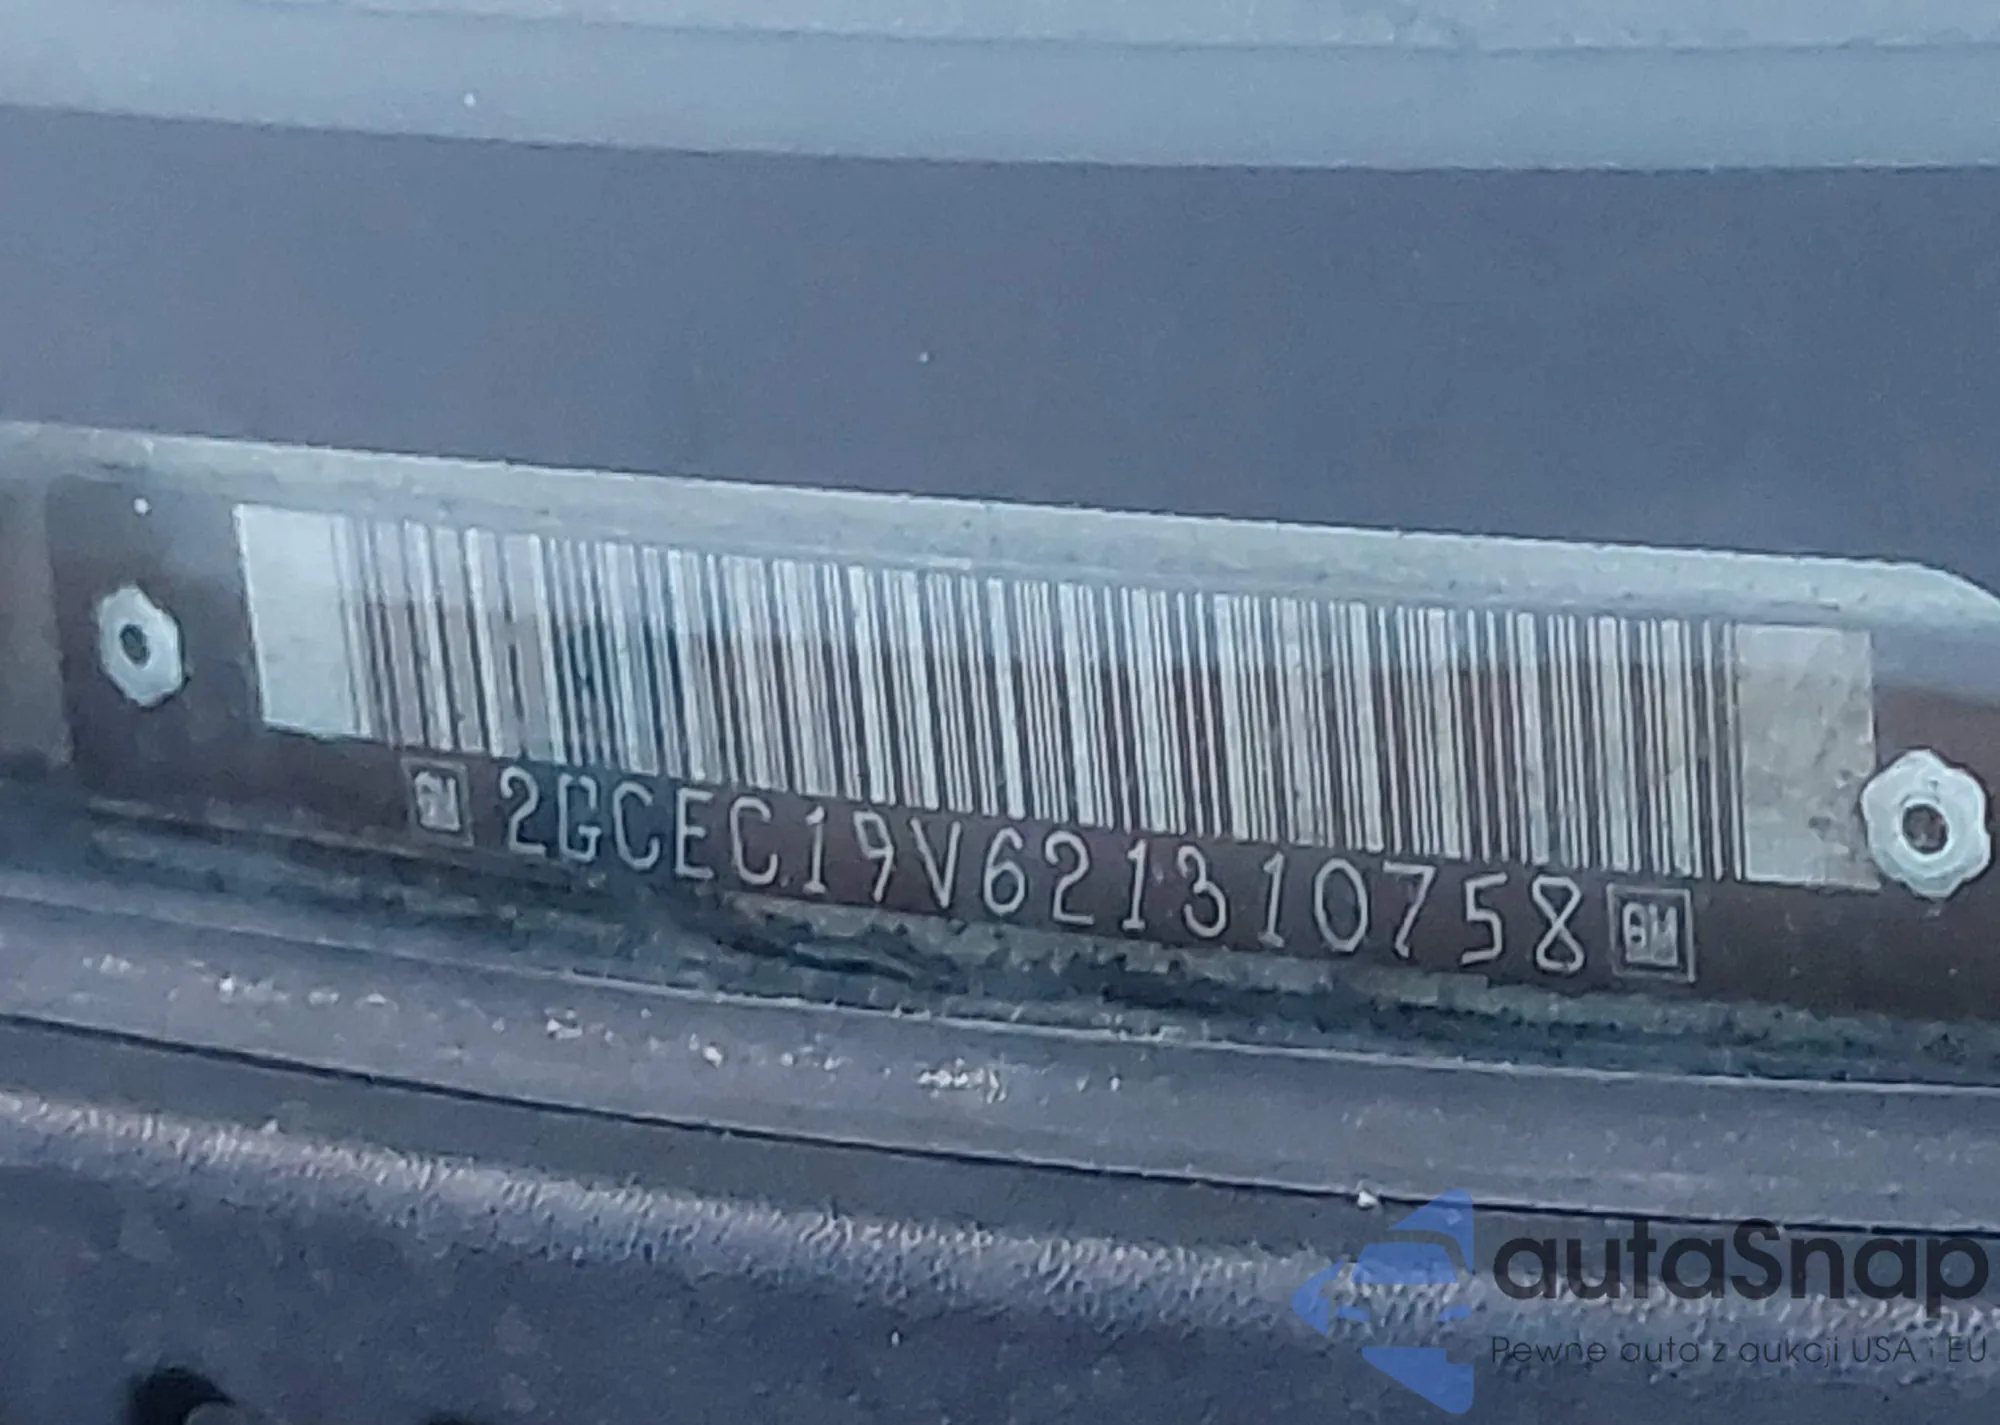 GM 2GCEC19V621310758 GM
autaSnap
Pewne auta z aukcji USA i EU